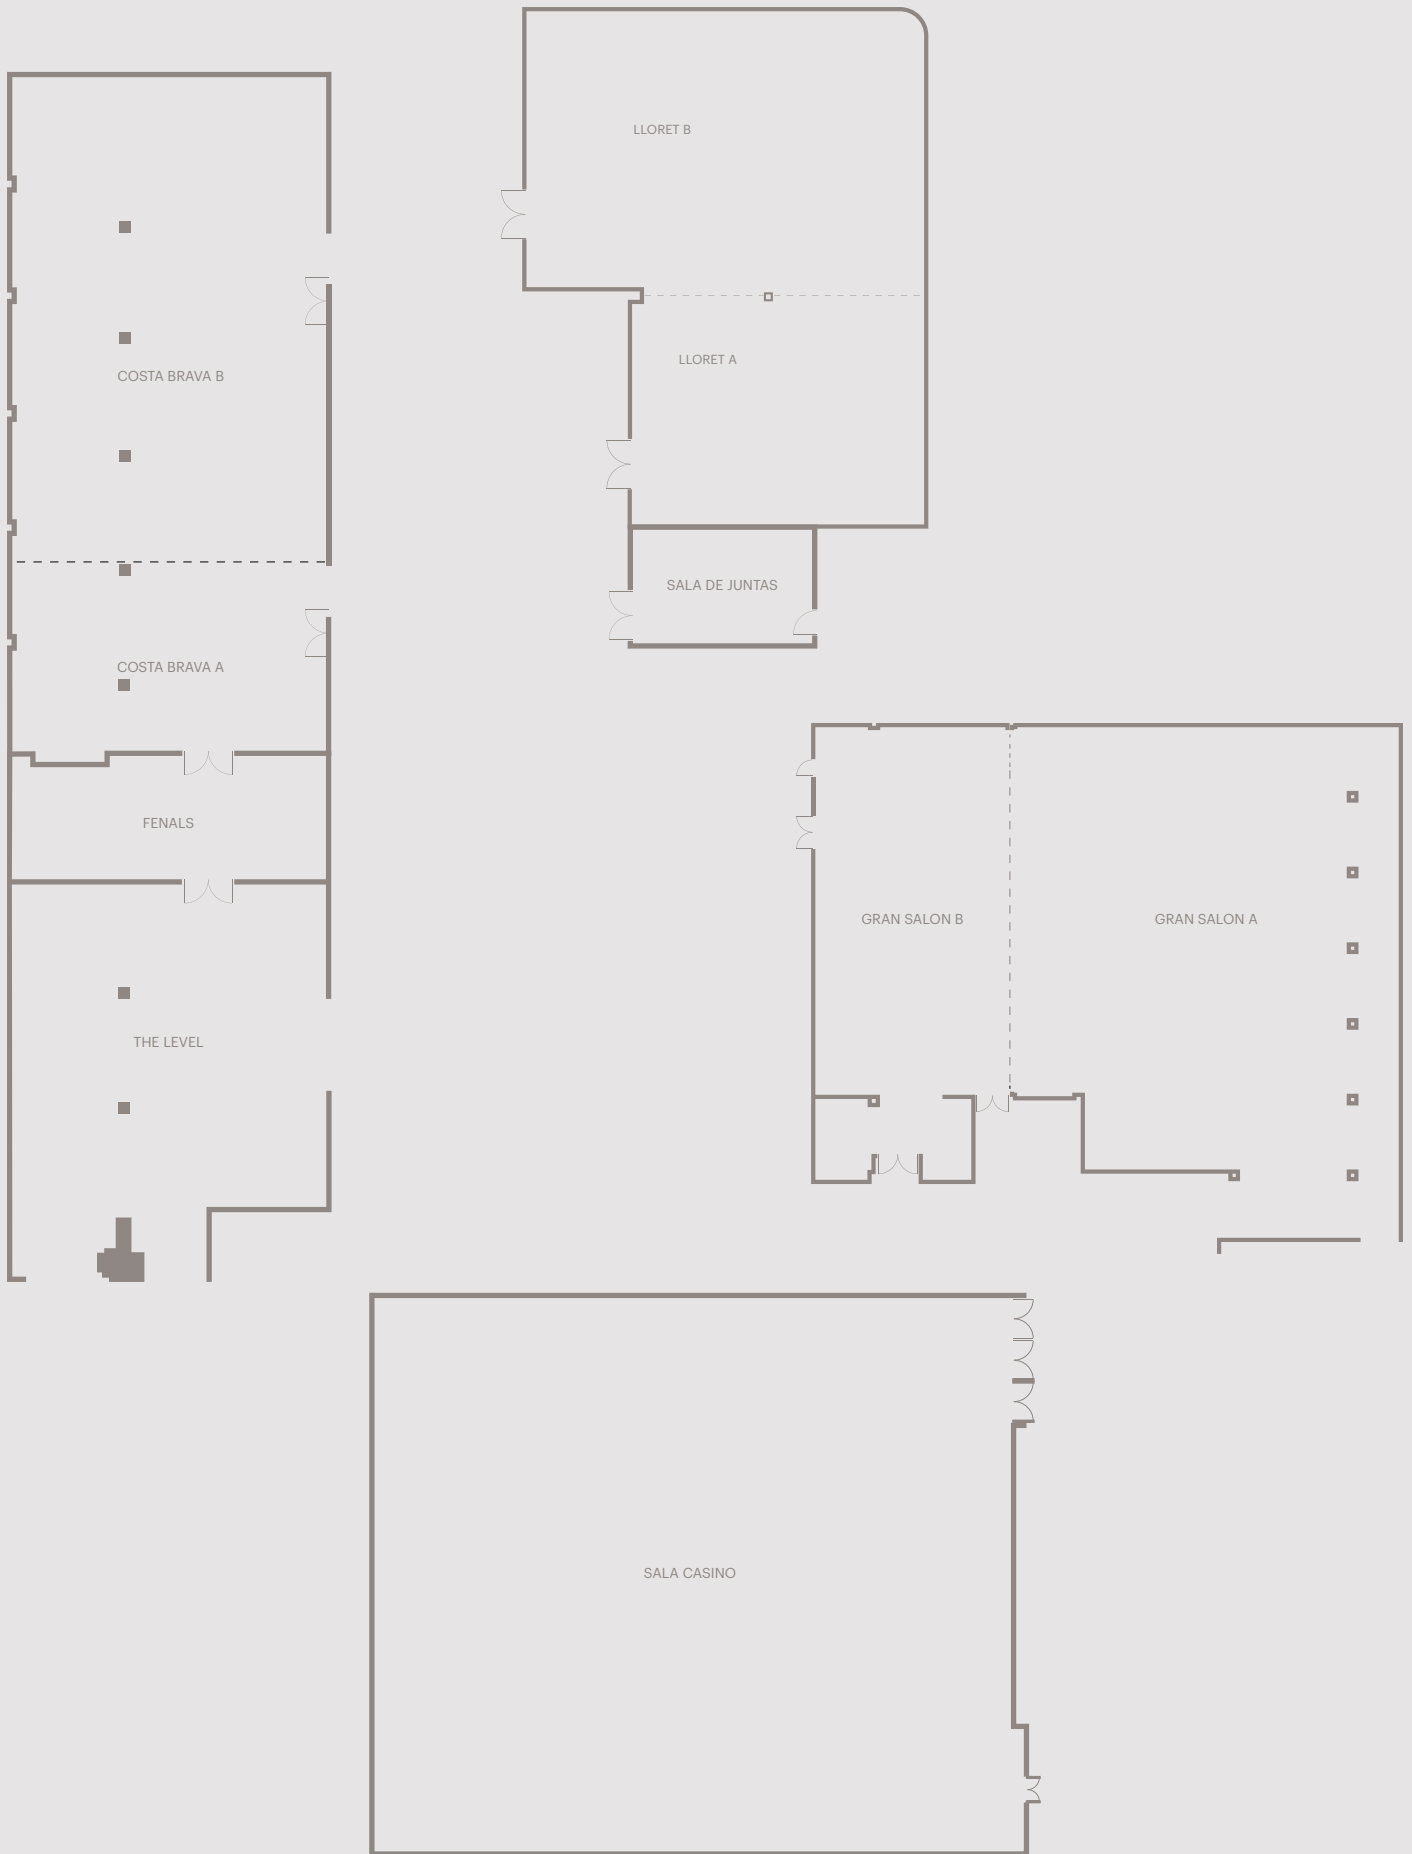 LLORET B
LLORET A
COSTA BRAVA B
SALA DE JUNTAS
COSTA BRAVA A
FENALS
GRAN SALON B
GRAN SALON A
THE LEVEL
SALA CASINO